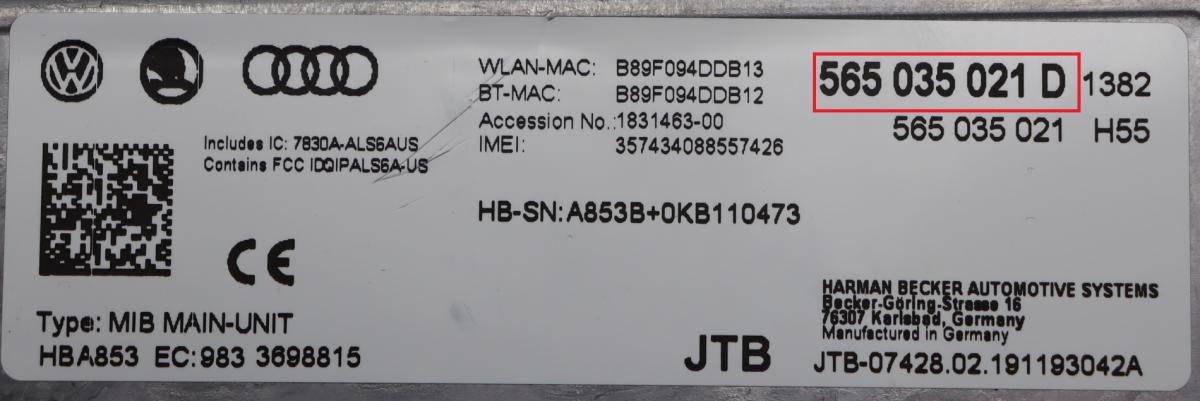 WLAN-MAC: B89F094DDB13
BT-MAC: B89F094DDB12
Accession No.: 1831463-00
IMEI: 357434088557426
565 035 021 D 1382
565 035 021 H55
Includes IC: 7830A-ALS6AUS
Contains FCC IDQIPALS6A-US
HB-SN: A853B+0KB110473
CE
HARMAN BECKER AUTOMOTIVE SYSTEMS
Becker-Göring-Strasse 16
76307 Karlsbad, Germany
Manufactured in Germany
Type: MIB MAIN-UNIT
HBA853 EC: 983 3698815
JTB
JTB-07428.02.191193042A